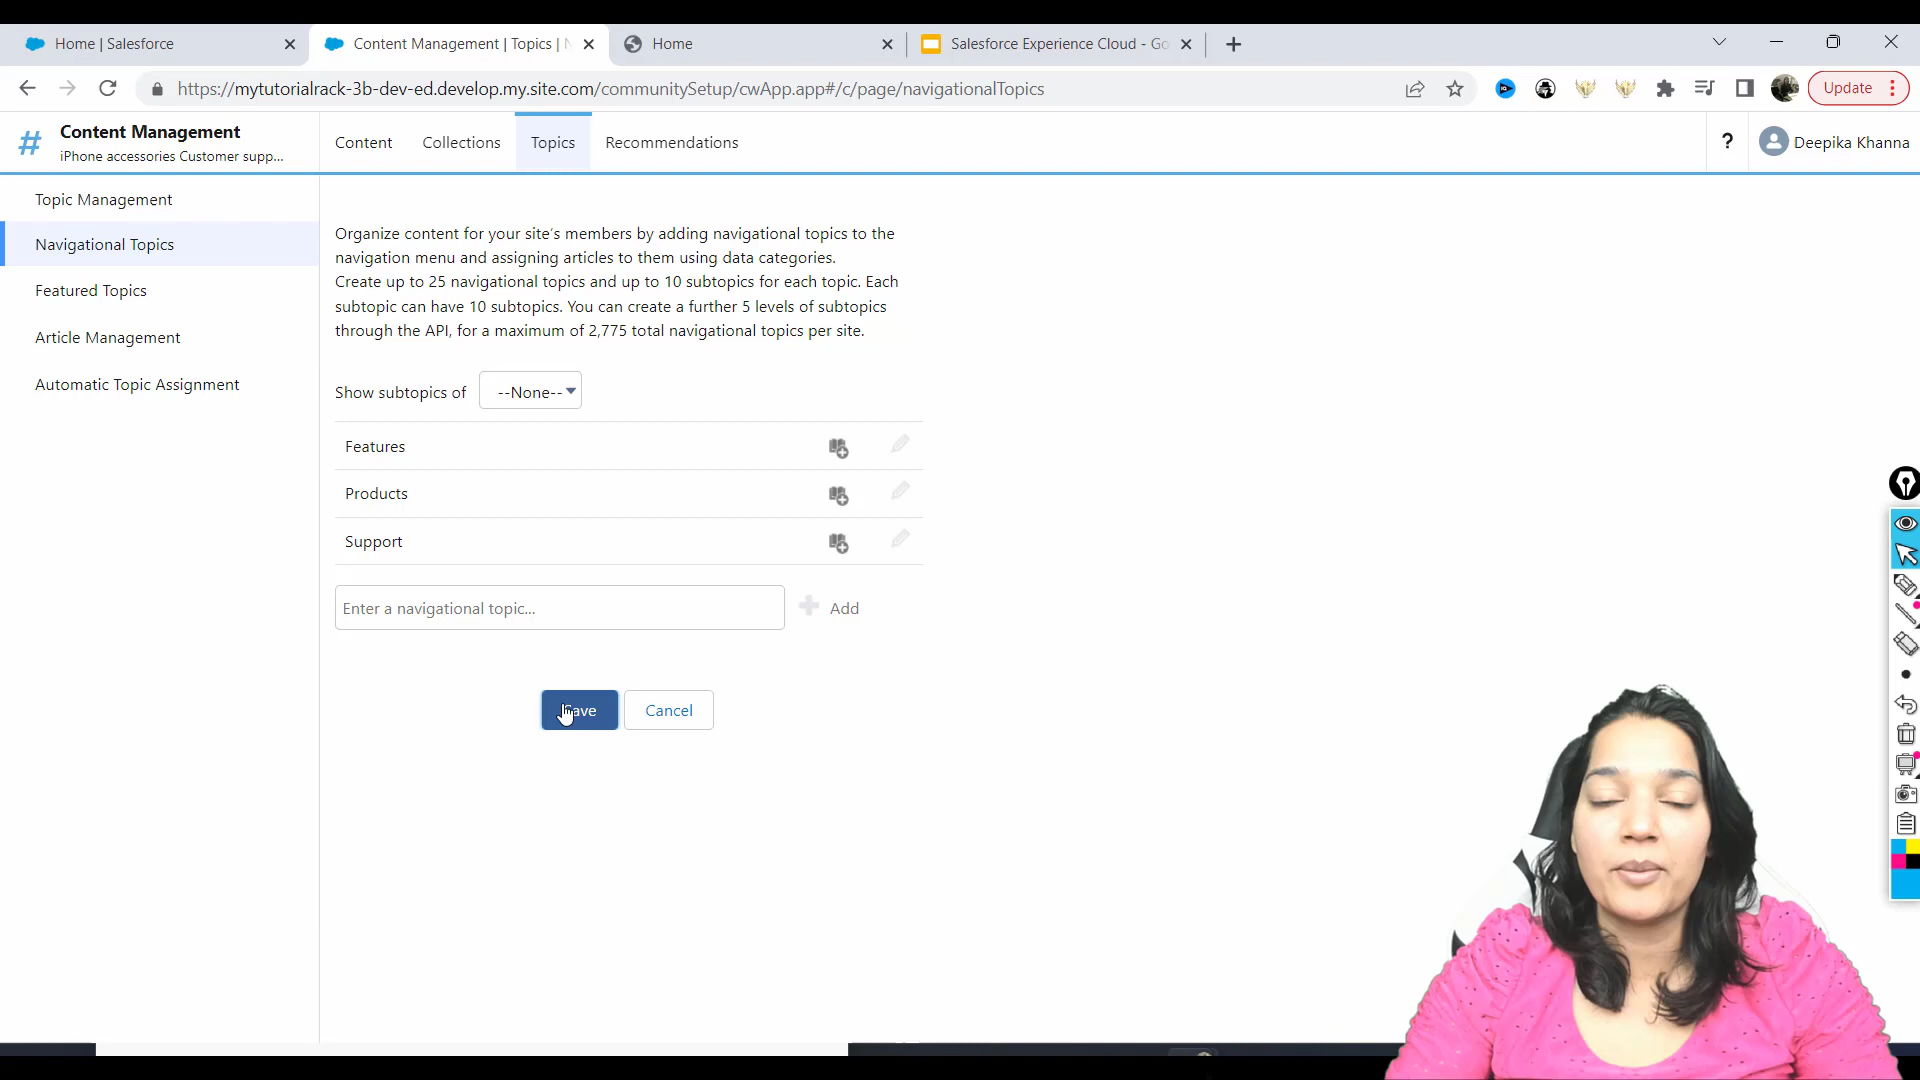 Home | Salesforce
Content Management | Topics |
Home
Salesforce Experience Cloud - Go
https://mytutorialrack-3b-dev-ed.develop.my.site.com/communitySetup/cwApp.app#/c/page/navigationalTopics
Update
Content Management
iPhone accessories Customer supp...
Content
Collections
Topics
Recommendations
?
Deepika Khanna
Topic Management
Navigational Topics
Featured Topics
Article Management
Automatic Topic Assignment
Organize content for your site's members by adding navigational topics to the
navigation menu and assigning articles to them using data categories.
Create up to 25 navigational topics and up to 10 subtopics for each topic. Each
subtopic can have 10 subtopics. You can create a further 5 levels of subtopics
through the API, for a maximum of 2,775 total navigational topics per site.
Show subtopics of
--None--
Features
Products
Support
Enter a navigational topic...
Add
Save
Cancel